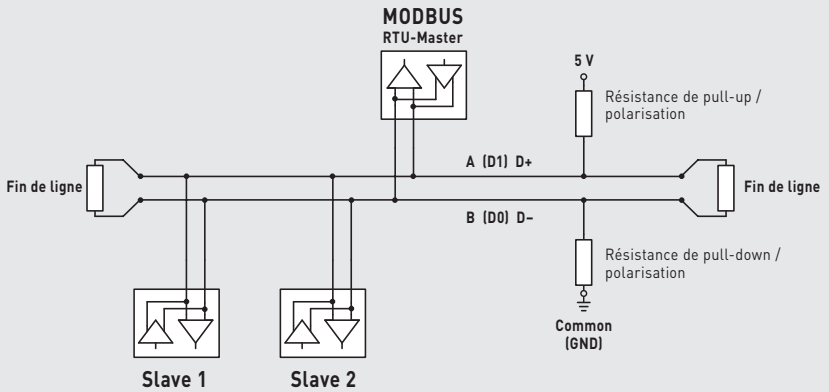 MODBUS
RTU-Master
5 V
Résistance de pull-up /
polarisation
A (D1) D+
Fin de ligne
Fin de ligne
B (D0) D–
Résistance de pull-down /
polarisation
Common
(GND)
Slave 1
Slave 2